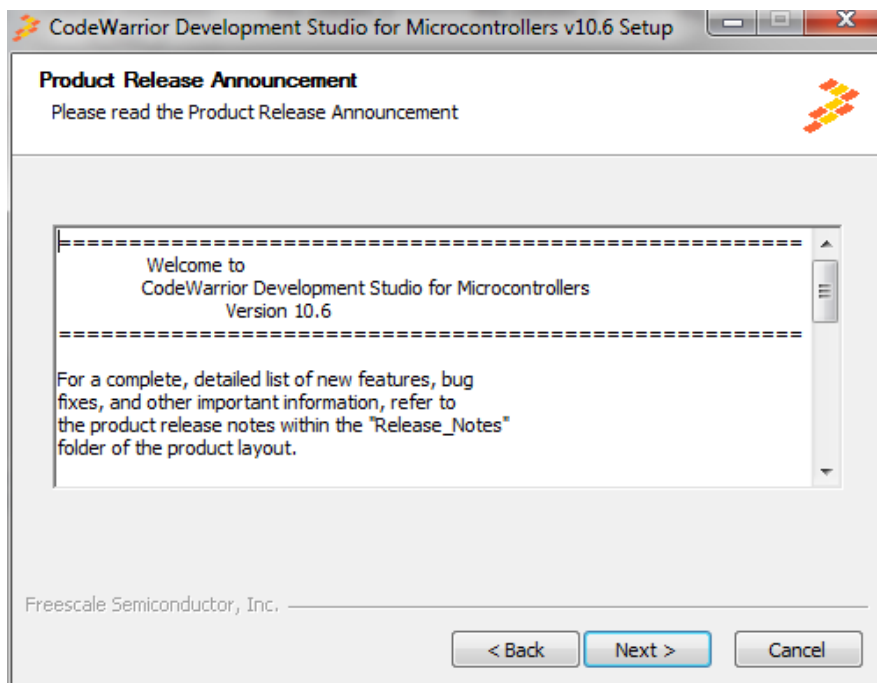 CodeWarrior Development Studio for Microcontrollers v10.6 Setup
Product Release Announcement
Please read the Product Release Announcement
=====================================================
Welcome to
CodeWarrior Development Studio for Microcontrollers
Version 10.6
=====================================================
For a complete, detailed list of new features, bug
fixes, and other important information, refer to
the product release notes within the "Release_Notes"
folder of the product layout.
Freescale Semiconductor, Inc.
< Back Next > Cancel